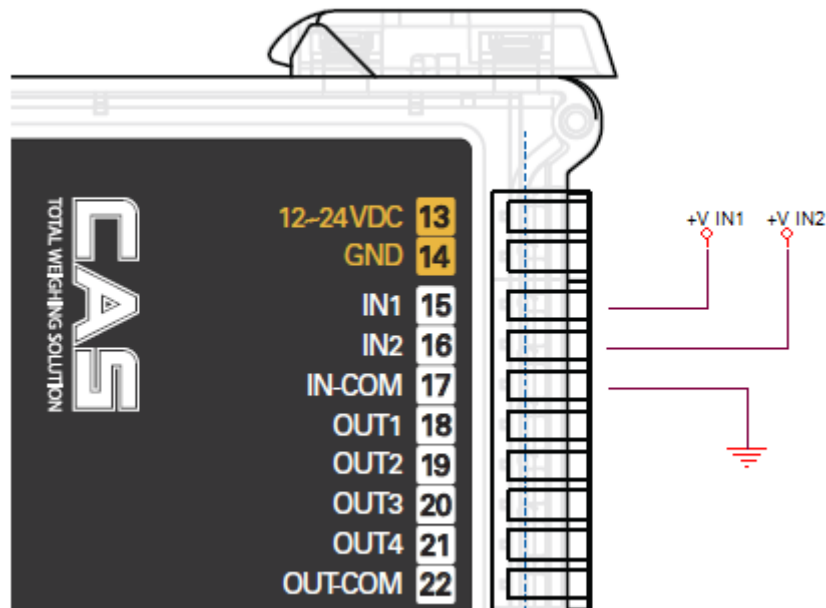 CAS
TOTAL WEIGHING SOLUTION
12~24VDC 13
GND 14
IN1 15
IN2 16
IN-COM 17
OUT1 18
OUT2 19
OUT3 20
OUT4 21
OUT-COM 22
+V IN1 +V IN2